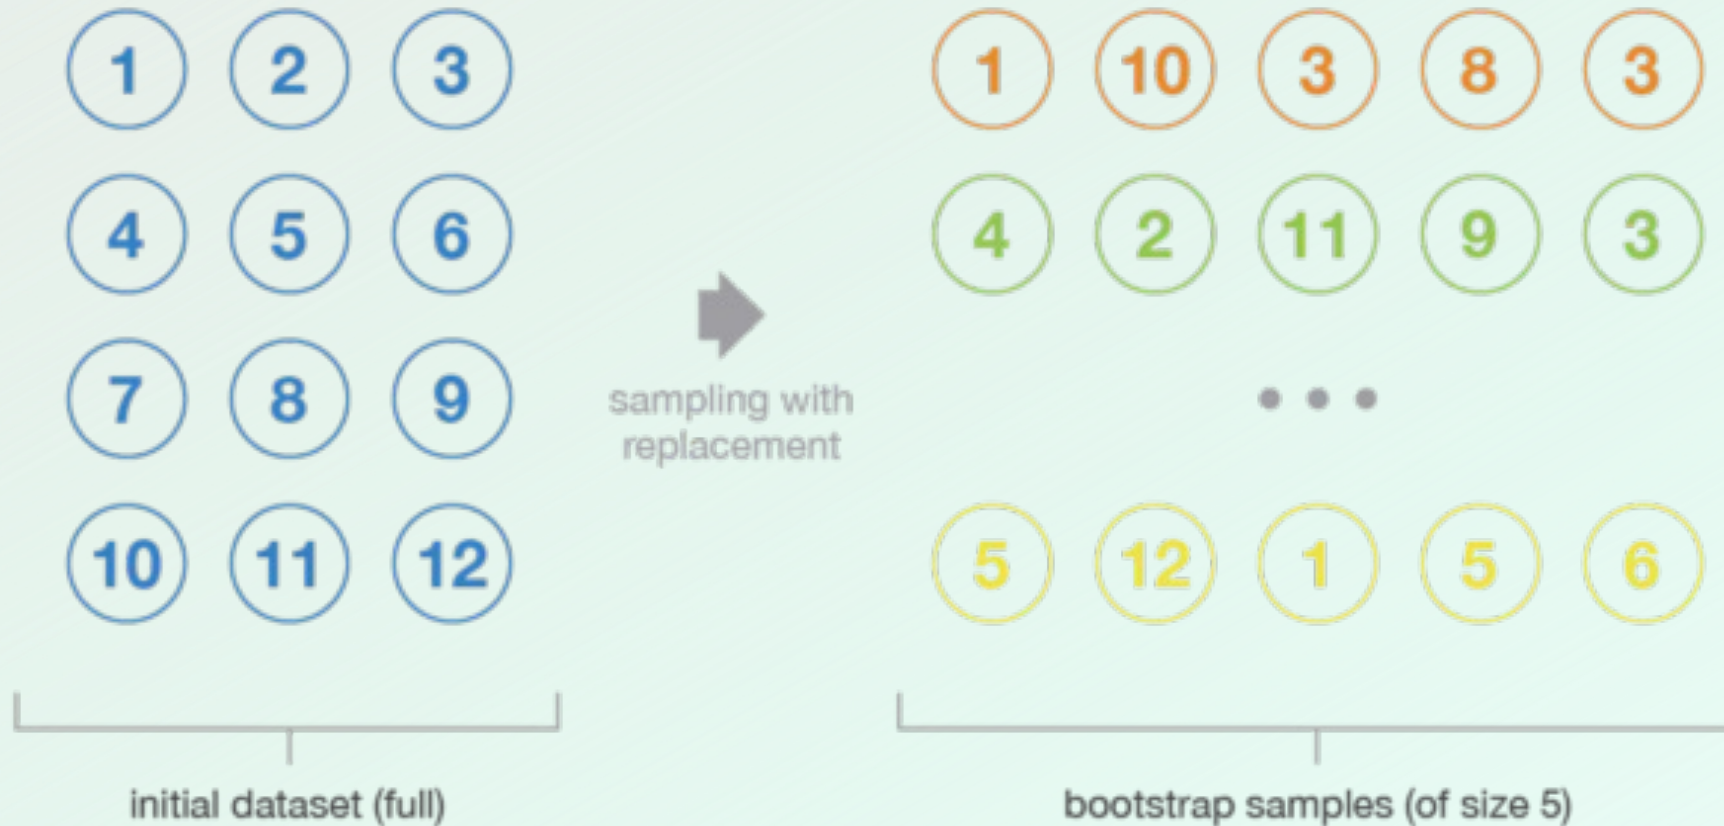 1 2 3
4 5 6
7 8 9
10 11 12
initial dataset (full)
sampling with
replacement
1 10 3 8 3
4 2 11 9 3
5 12 1 5 6
bootstrap samples (of size 5)